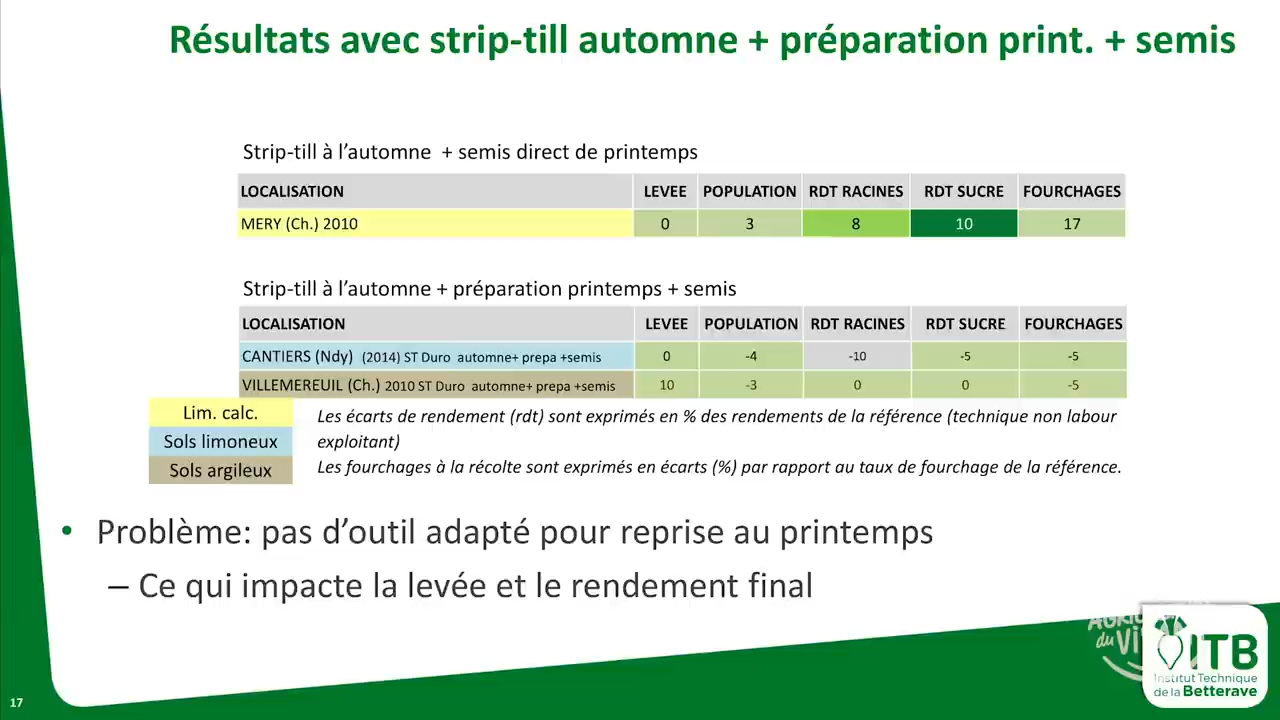 Résultats avec strip-till automne + préparation print. + semis
Strip-till à l’automne + semis direct de printemps
LOCALISATION LEVEE POPULATION RDT RACINES RDT SUCRE FOURCHAGES
MERY (Ch.) 2010 0 3 8 10 17
Strip-till à l’automne + préparation printemps + semis
LOCALISATION LEVEE POPULATION RDT RACINES RDT SUCRE FOURCHAGES
CANTIERS (Ndy) (2014) ST Duro automne+ prepa +semis 0 -4 -10 -5 -5
VILLEMEREUIL (Ch.) 2010 ST Duro automne+ prepa +semis 10 -3 0 0 -5
Lim. calc.
Sols limoneux
Sols argileux
Les écarts de rendement (rdt) sont exprimés en % des rendements de la référence (technique non labour
exploitant)
Les fourchages à la récolte sont exprimés en écarts (%) par rapport au taux de fourchage de la référence.
• Problème: pas d’outil adapté pour reprise au printemps
– Ce qui impacte la levée et le rendement final
du
ITB
Institut Technique
de la Betterave
17